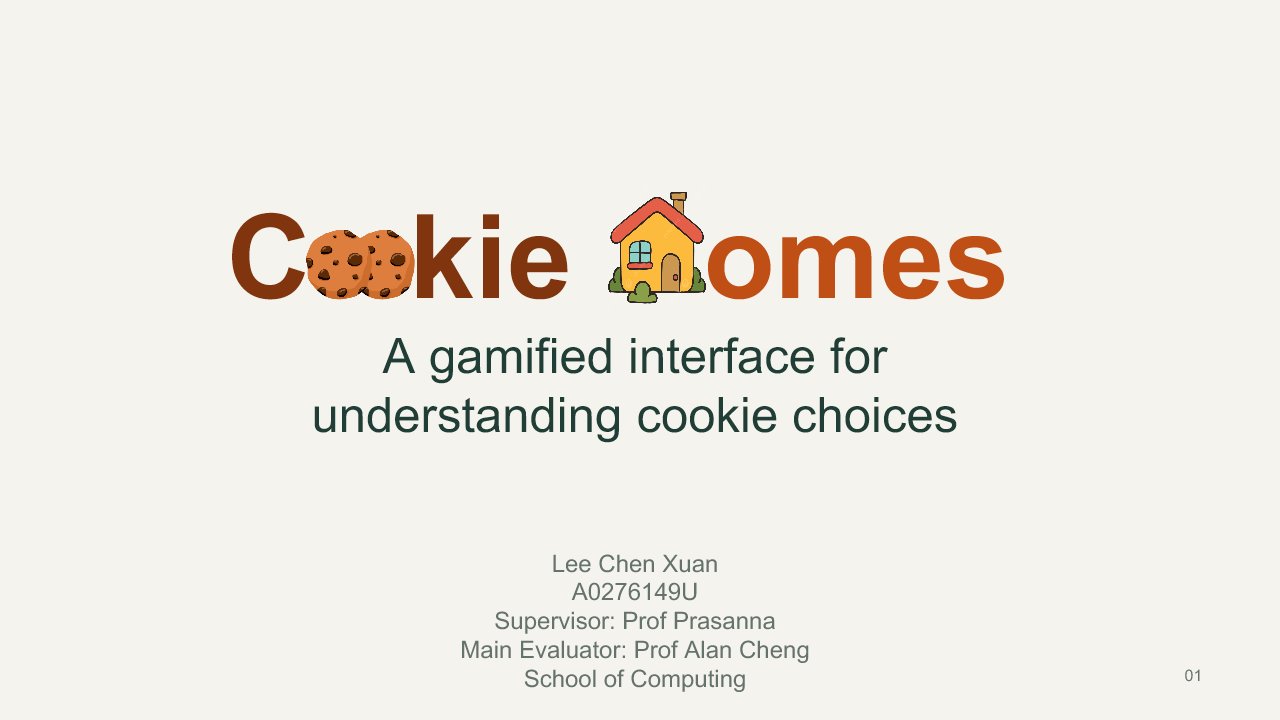 Cookie Homes
A gamified interface for
understanding cookie choices
Lee Chen Xuan
A0276149U
Supervisor: Prof Prasanna
Main Evaluator: Prof Alan Cheng
School of Computing
01